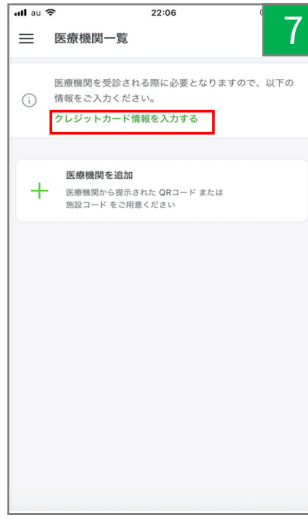 au 22:06
7
医療機関一覧
医療機関を受診される際に必要となりますので、以下の
情報をご入力ください。
クレジットカード情報を入力する
医療機関を追加
医療機関から提示された QRコード または
施設コード をご用意ください